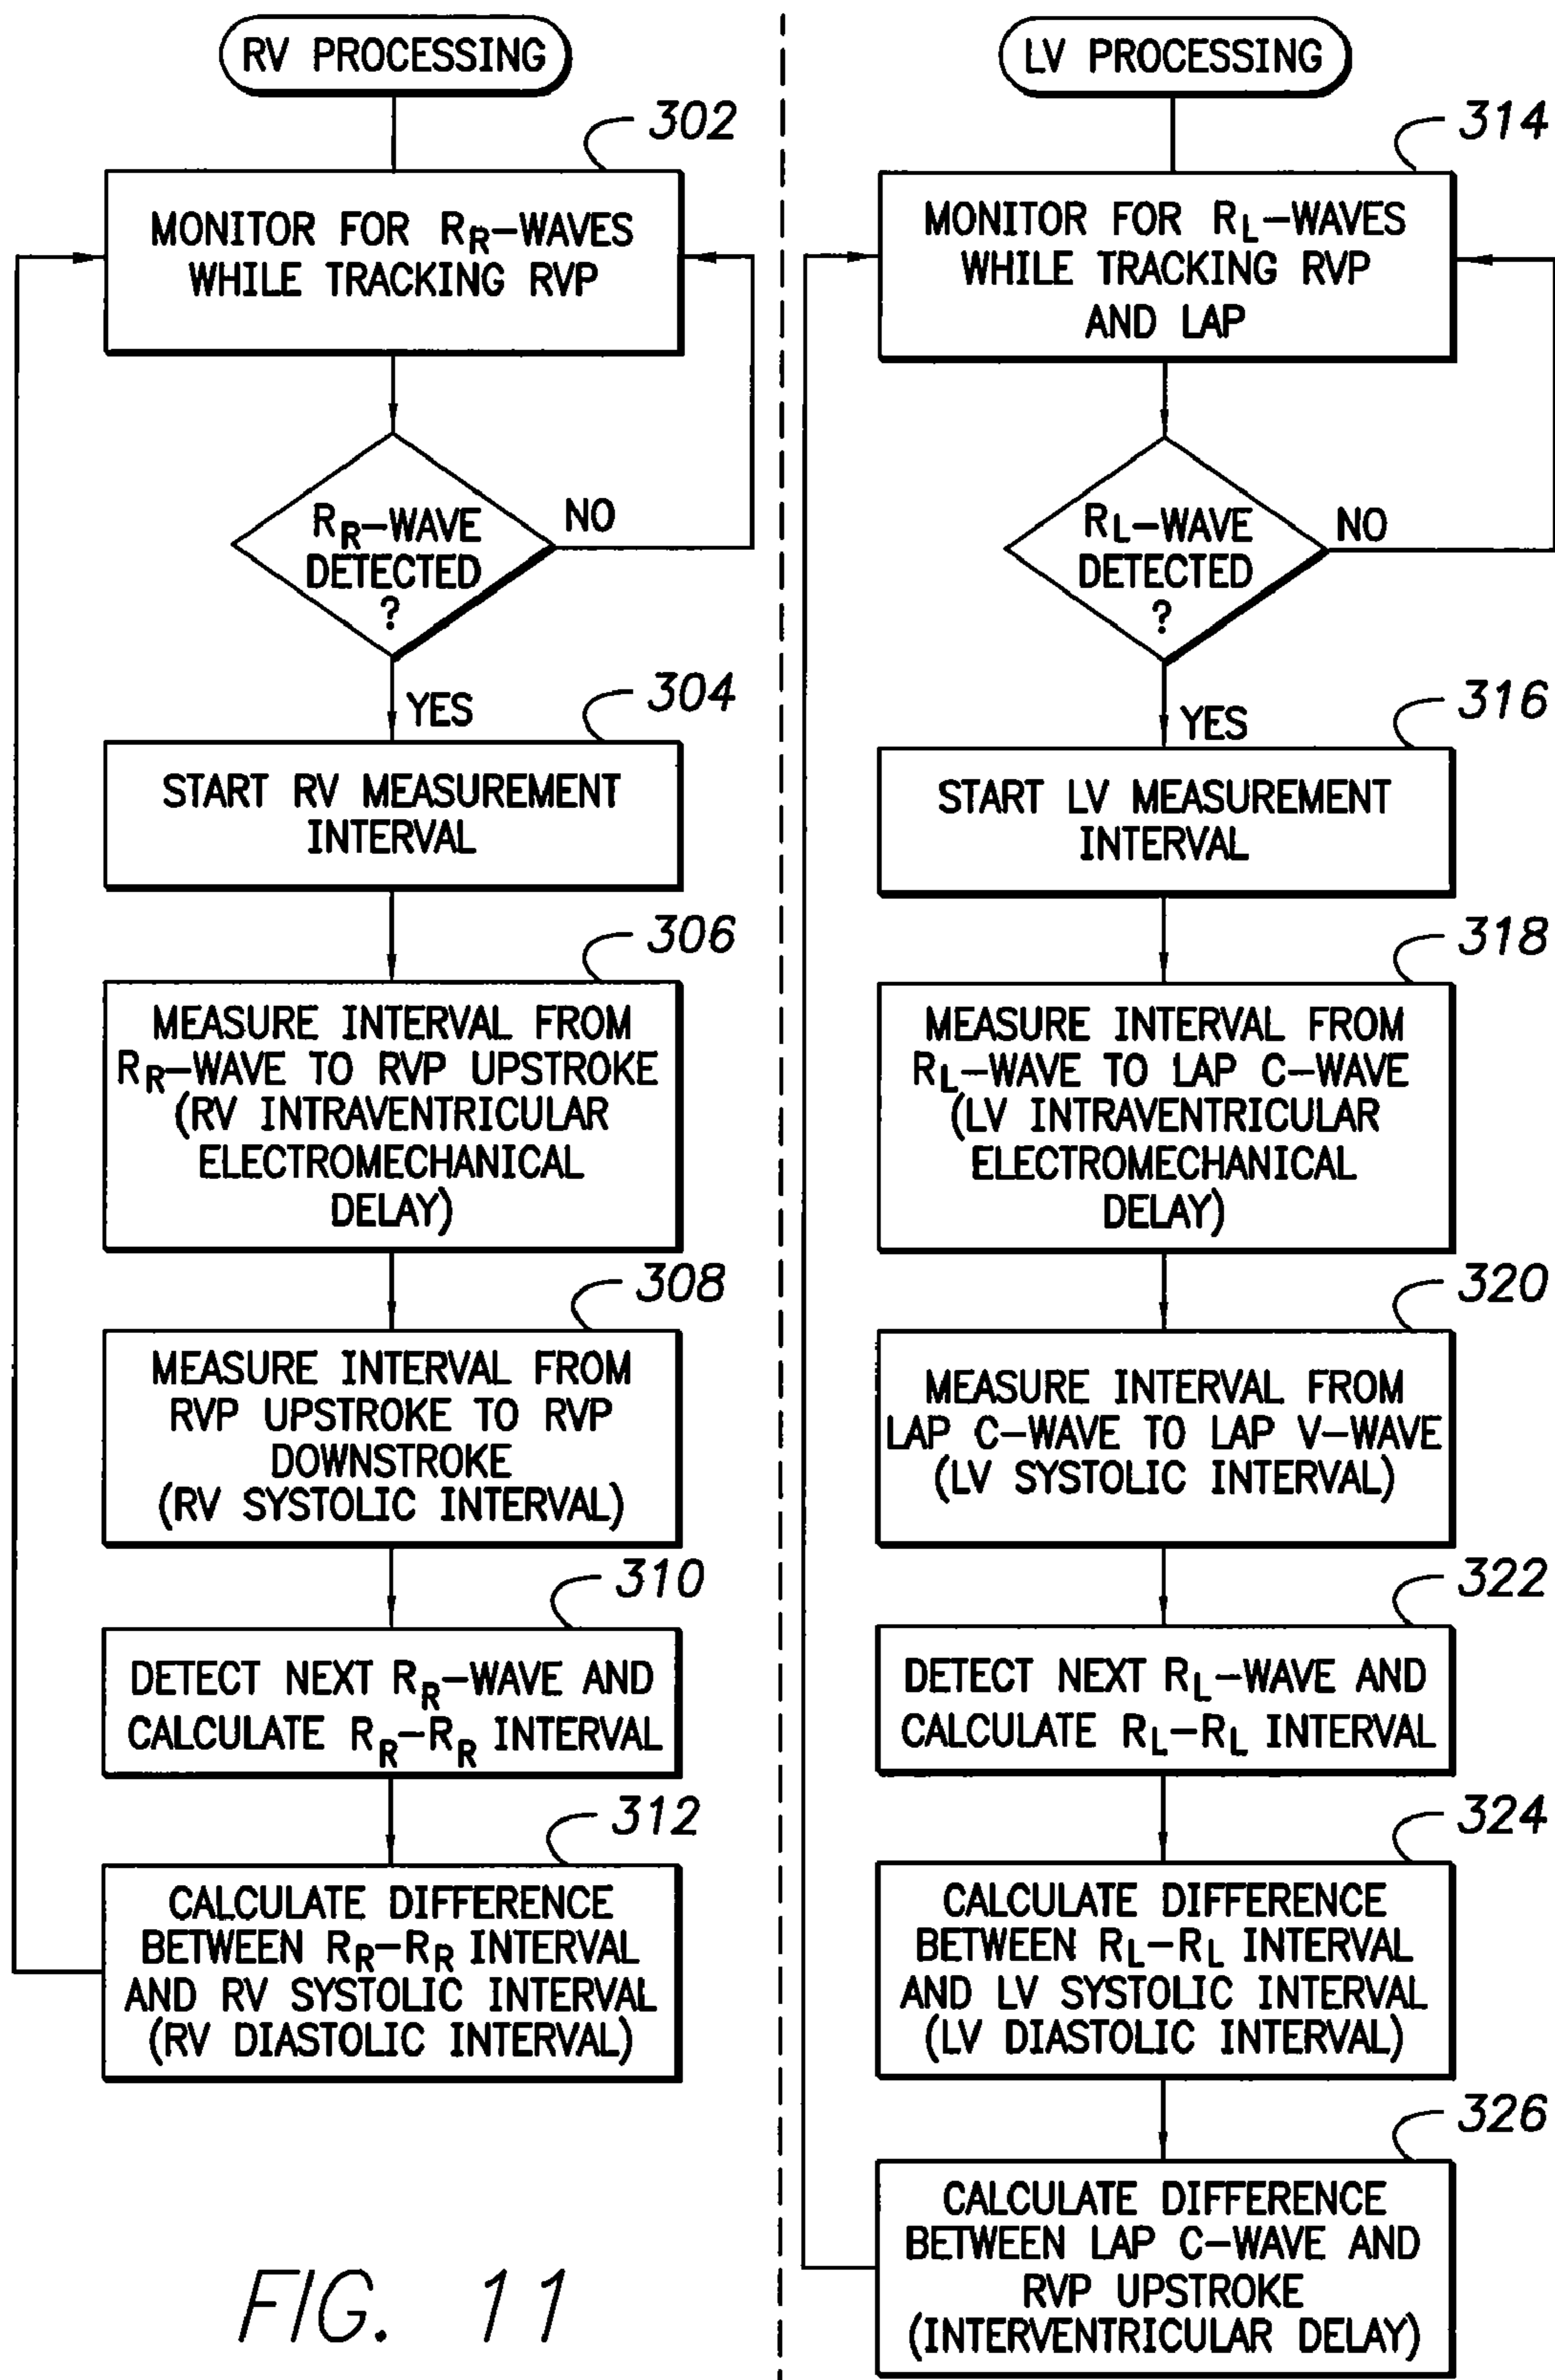 RV PROCESSING
302
MONITOR FOR RR-WAVES
WHILE TRACKING RVP
RR-WAVE
DETECTED
?
NO
YES
304
START RV MEASUREMENT
INTERVAL
306
MEASURE INTERVAL FROM
RR-WAVE TO RVP UPSTROKE
(RV INTRAVENTRICULAR
ELECTROMECHANICAL
DELAY)
308
MEASURE INTERVAL FROM
RVP UPSTROKE TO RVP
DOWNSTROKE
(RV SYSTOLIC INTERVAL)
310
DETECT NEXT RR-WAVE AND
CALCULATE RR-RR INTERVAL
312
CALCULATE DIFFERENCE
BETWEEN RR-RR INTERVAL
AND RV SYSTOLIC INTERVAL
(RV DIASTOLIC INTERVAL)
FIG. 11
LV PROCESSING
314
MONITOR FOR RL-WAVES
WHILE TRACKING RVP
AND LAP
RL-WAVE
DETECTED
?
NO
YES
316
START LV MEASUREMENT
INTERVAL
318
MEASURE INTERVAL FROM
RL-WAVE TO LAP C-WAVE
(LV INTRAVENTRICULAR
ELECTROMECHANICAL
DELAY)
320
MEASURE INTERVAL FROM
LAP C-WAVE TO LAP V-WAVE
(LV SYSTOLIC INTERVAL)
322
DETECT NEXT RL-WAVE AND
CALCULATE RL-RL INTERVAL
324
CALCULATE DIFFERENCE
BETWEEN RL-RL INTERVAL
AND LV SYSTOLIC INTERVAL
(LV DIASTOLIC INTERVAL)
326
CALCULATE DIFFERENCE
BETWEEN LAP C-WAVE AND
RVP UPSTROKE
(INTERVENTRICULAR DELAY)